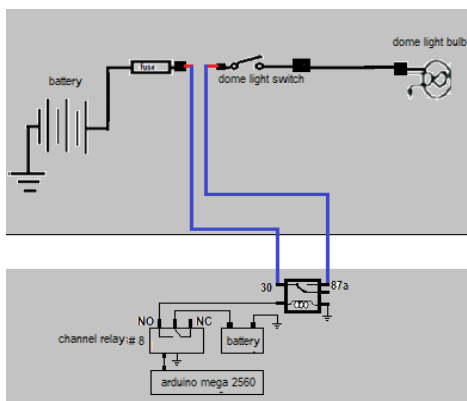 dome light bulb
fuse
battery
dome light switch
30
87a
NO
NC
channel relay:# 8
battery
arduino mega 2560